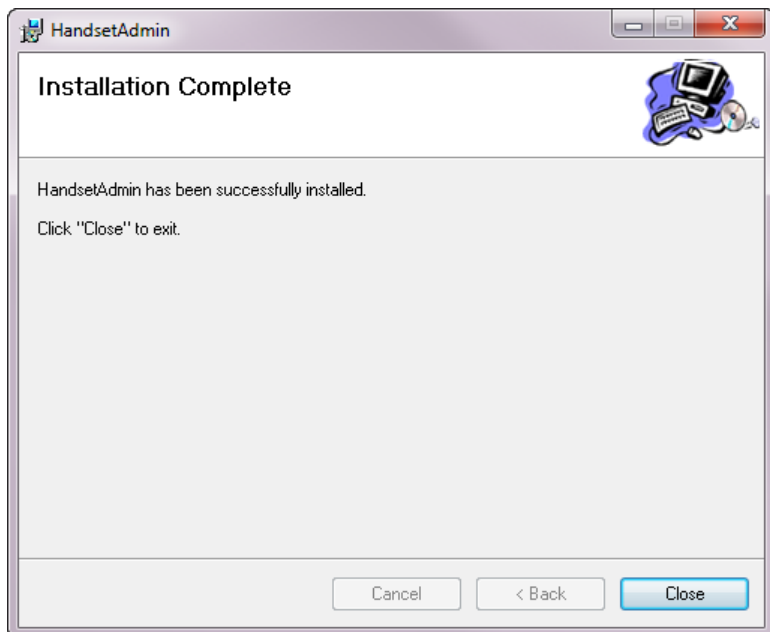 HandsetAdmin
Installation Complete
HandsetAdmin has been successfully installed.
Click "Close" to exit.
Cancel
< Back
Close